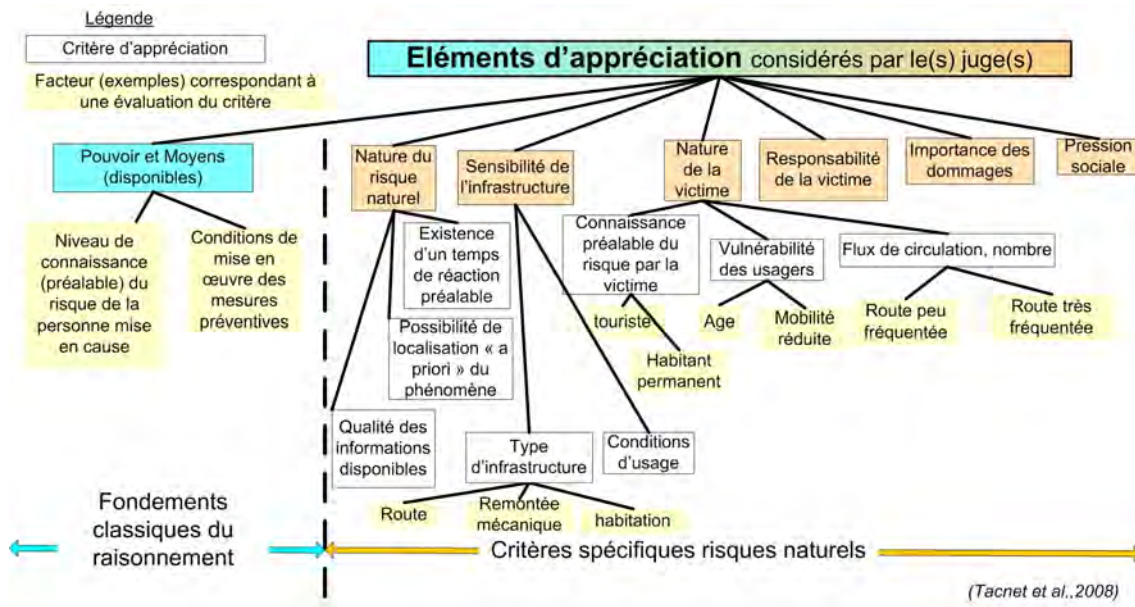 Légende
Critère d'appréciation
Facteur (exemples) correspondant à
une évaluation du critère
Eléments d'appréciation considérés par le(s) juge(s)
Pouvoir et Moyens
(disponibles)
Nature du
risque
naturel
Sensibilité de
l'infrastructure
Nature
de la
victime
Responsabilité
de la victime
Importance des
dommages
Pression
sociale
Niveau de
connaissance
(préalable) du
risque de la
personne mise
en cause
Conditions de
mise en
œuvre des
mesures
préventives
Existence
d'un temps
de réaction
préalable
Possibilité de
localisation « a
priori » du
phénomène
Qualité des
informations
disponibles
Connaissance
préalable du
risque par la
victime
Vulnérabilité
des usagers
Flux de circulation, nombre
touriste
Habitant
permanent
Age
Mobilité
réduite
Route peu
fréquentée
Route très
fréquentée
Type
d'infrastructure
Conditions
d'usage
Route
Remontée
mécanique
habitation
Fondements
classiques du
raisonnement
Critères spécifiques risques naturels
(Tacnet et al,,2008)